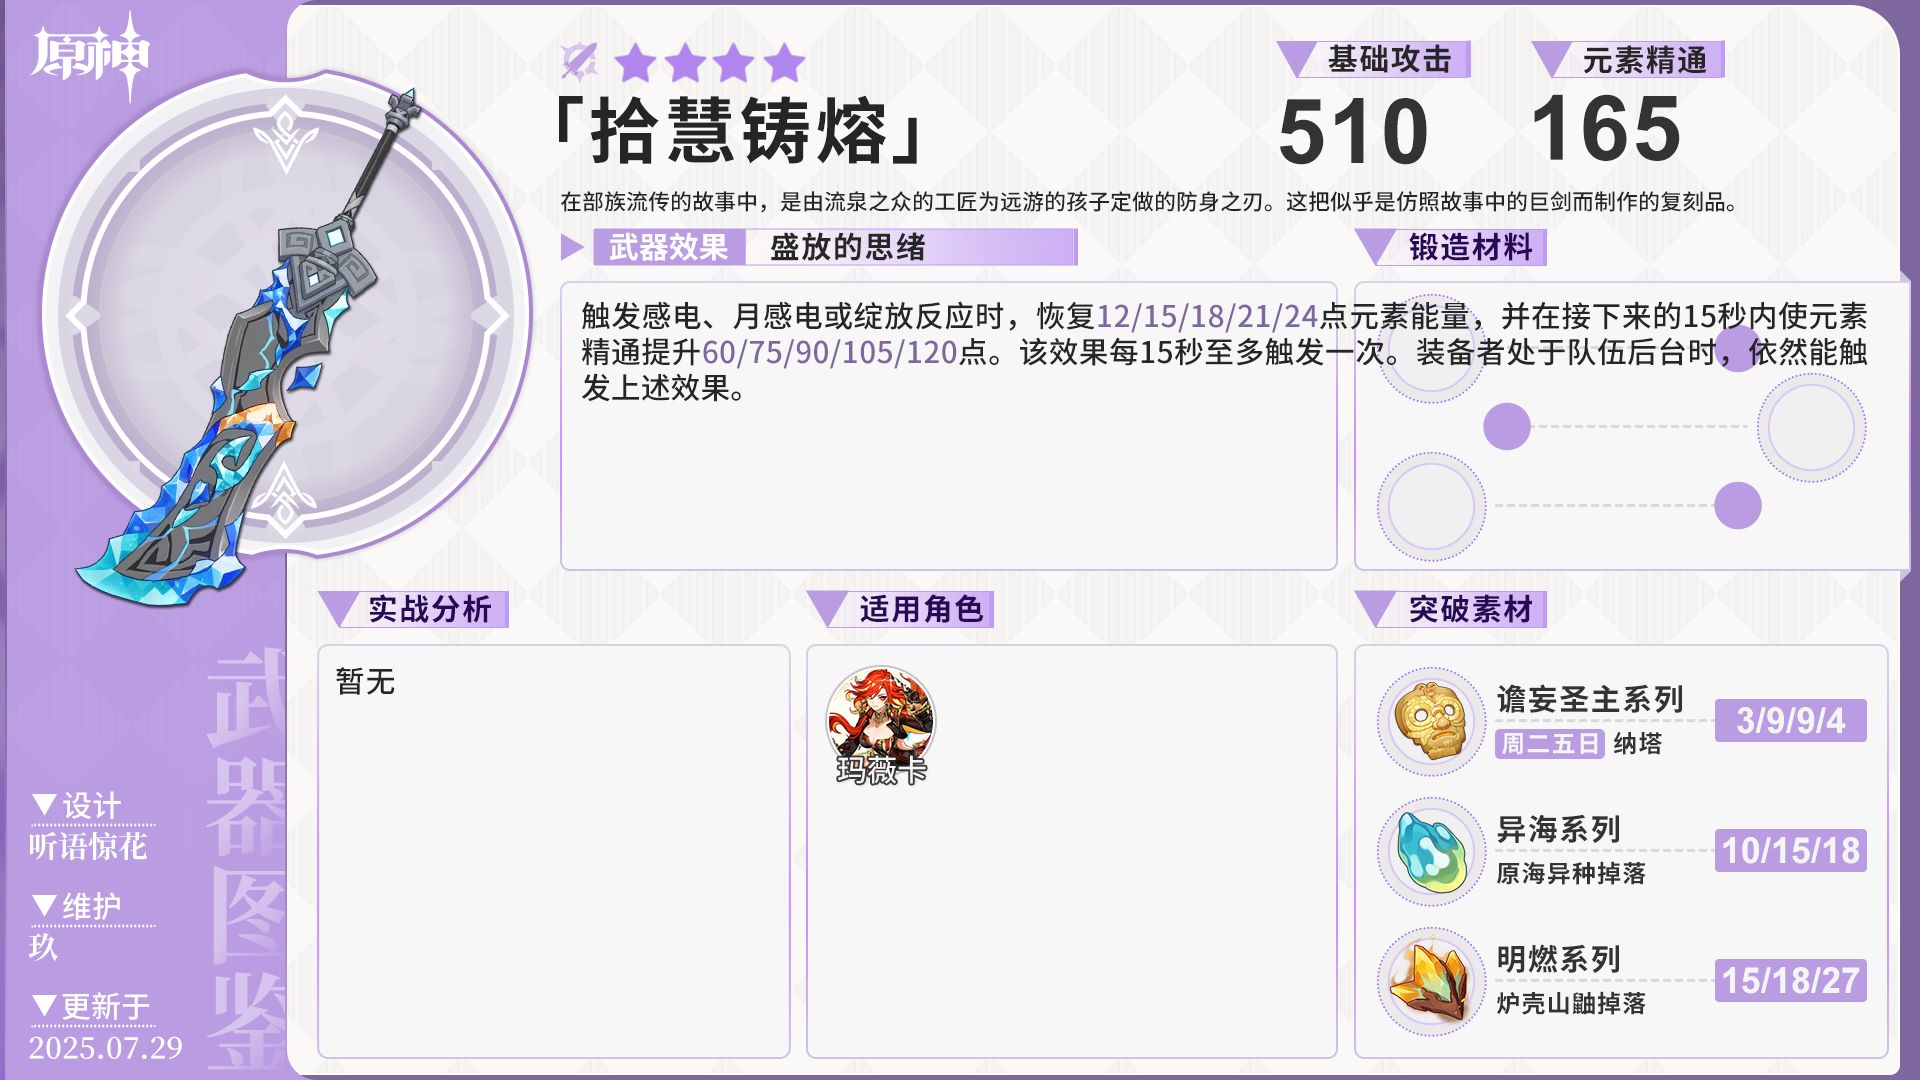 原神
「拾慧铸熔」
基础攻击
510
元素精通
165
在部族流传的故事中，是由流泉之众的工匠为远游的孩子定做的防身之刃。这把似乎是仿照故事中的巨剑而制作的复刻品。
武器效果 盛放的思绪
触发感电、月感电或绽放反应时，恢复12/15/18/21/24点元素能量，并在接下来的15秒内使元素
精通提升60/75/90/105/120点。该效果每15秒至多触发一次。装备者处于队伍后台时，依然能触
发上述效果。
锻造材料
实战分析
暂无
适用角色
玛薇卡
突破素材
谵妄圣主系列
3/9/9/4
周二五日 纳塔
异海系列
10/15/18
原海异种掉落
明燃系列
15/18/27
炉壳山鼬掉落
武器图鉴
▼设计
听语惊花
▼维护
玖
▼更新于
2025.07.29